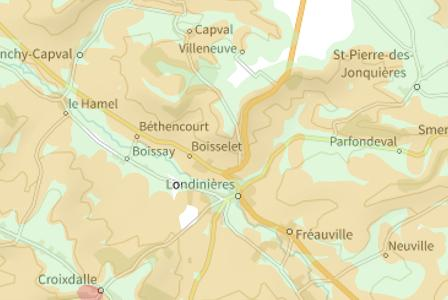 Capval
Villeneuve
nchy-Capval
St-Pierre-des-
Jonquières
le Hamel
Béthencourt
Smer
Boisselet
Parfondeval
Boissay
Londinières
Fréauville
Neuville
Croixdalle